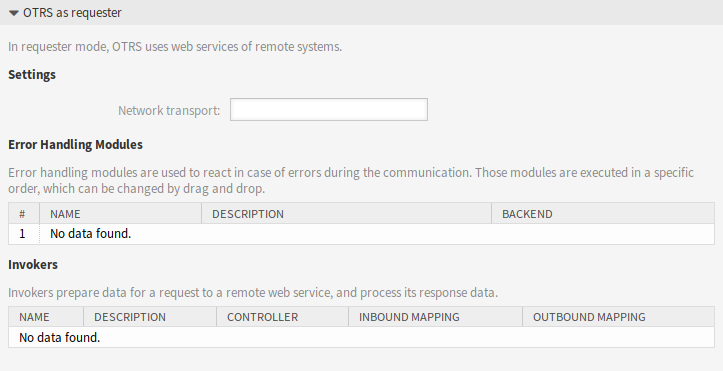 OTRS as requester
In requester mode, OTRS uses web services of remote systems.
Settings
Network transport:
Error Handling Modules
Error handling modules are used to react in case of errors during the communication. Those modules are executed in a specific
order, which can be changed by drag and drop.
# NAME DESCRIPTION BACKEND
1 No data found.
Invokers
Invokers prepare data for a request to a remote web service, and process its response data.
NAME DESCRIPTION CONTROLLER INBOUND MAPPING OUTBOUND MAPPING
No data found.